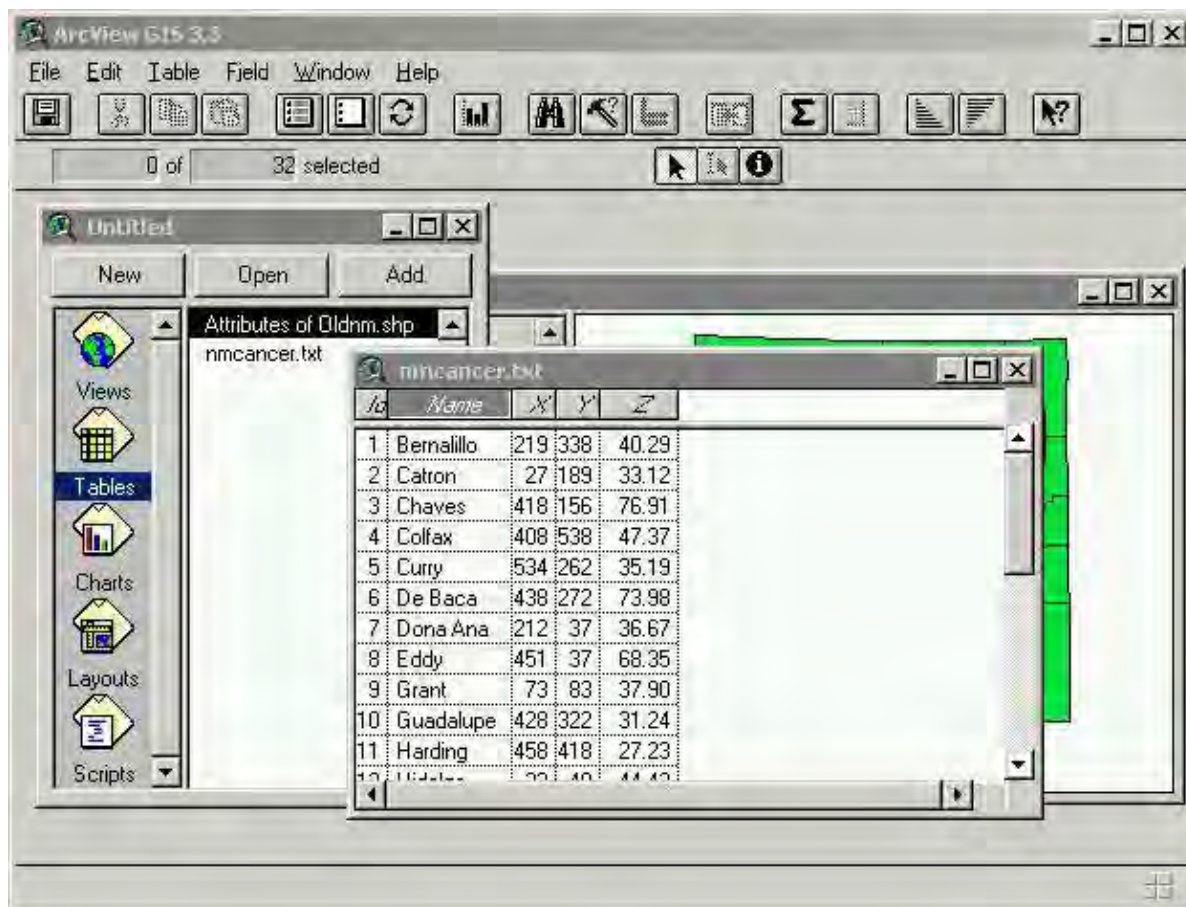 ArcView GIS 3.3
File Edit Table Field Window Help
0 of 32 selected
Untitled
New Open Add
Views
Tables
Charts
Layouts
Scripts
Attributes of Oldnm.shp
nmcancer.txt
nmcancer.txt
Id Name X Y Z
1 Bernalillo 219 338 40.29
2 Catron 27 189 33.12
3 Chaves 418 156 76.91
4 Colfax 408 538 47.37
5 Curry 534 262 35.19
6 De Baca 438 272 73.98
7 Dona Ana 212 37 36.67
8 Eddy 451 37 68.35
9 Grant 73 83 37.90
10 Guadalupe 428 322 31.24
11 Harding 458 418 27.23